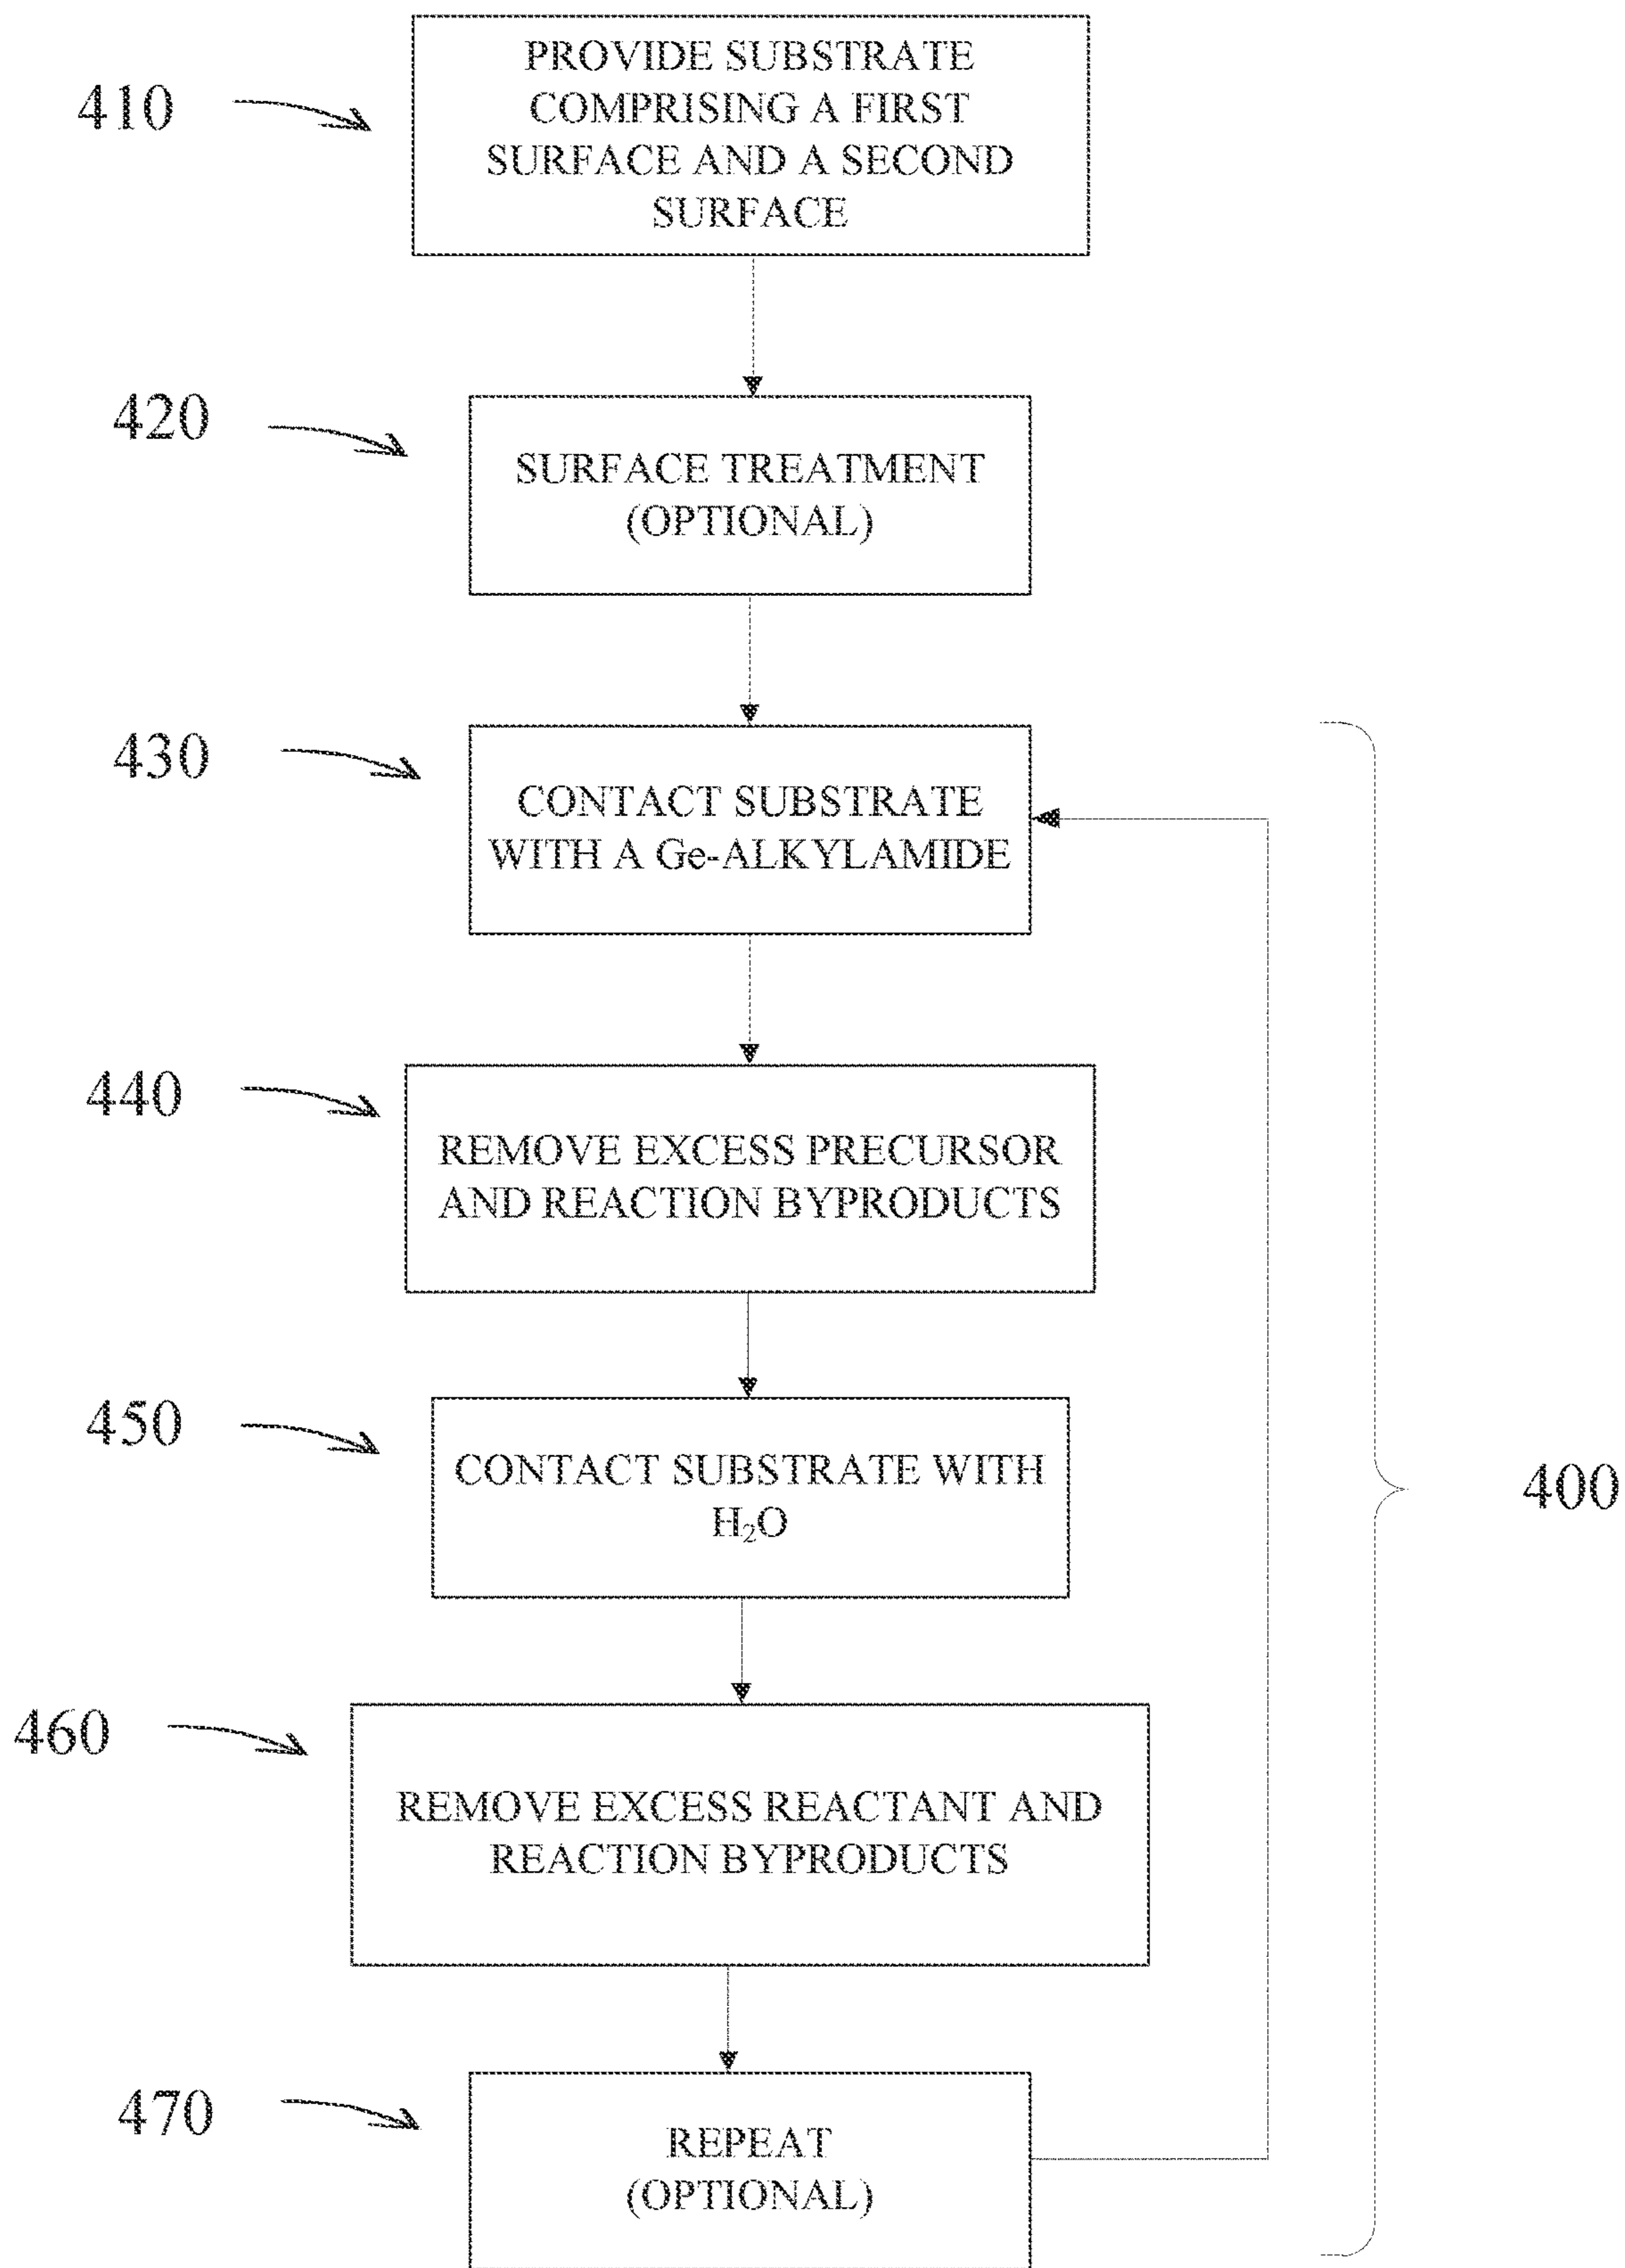 410
PROVIDE SUBSTRATE
COMPRISING A FIRST
SURFACE AND A SECOND
SURFACE
420
SURFACE TREATMENT
(OPTIONAL)
430
CONTACT SUBSTRATE
WITH A Ge-ALKYLAMIDE
440
REMOVE EXCESS PRECURSOR
AND REACTION BYPRODUCTS
450
CONTACT SUBSTRATE WITH
H₂O
400
460
REMOVE EXCESS REACTANT AND
REACTION BYPRODUCTS
470
REPEAT
(OPTIONAL)